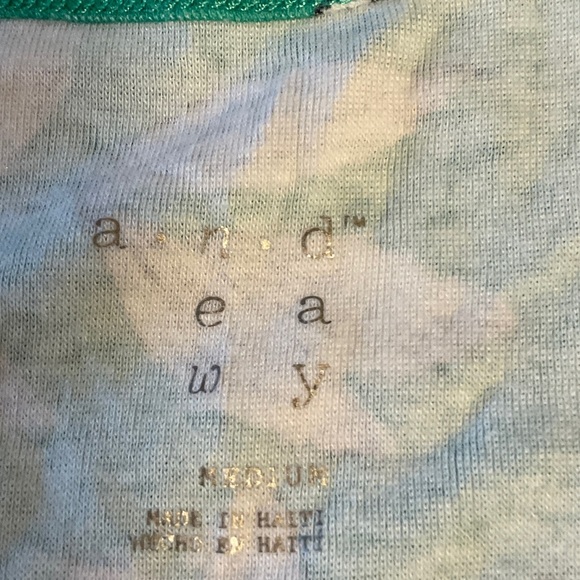 a.n.d™
e a
w y
MEDIUM
MADE IN HAITI
HECHO EN HAITI